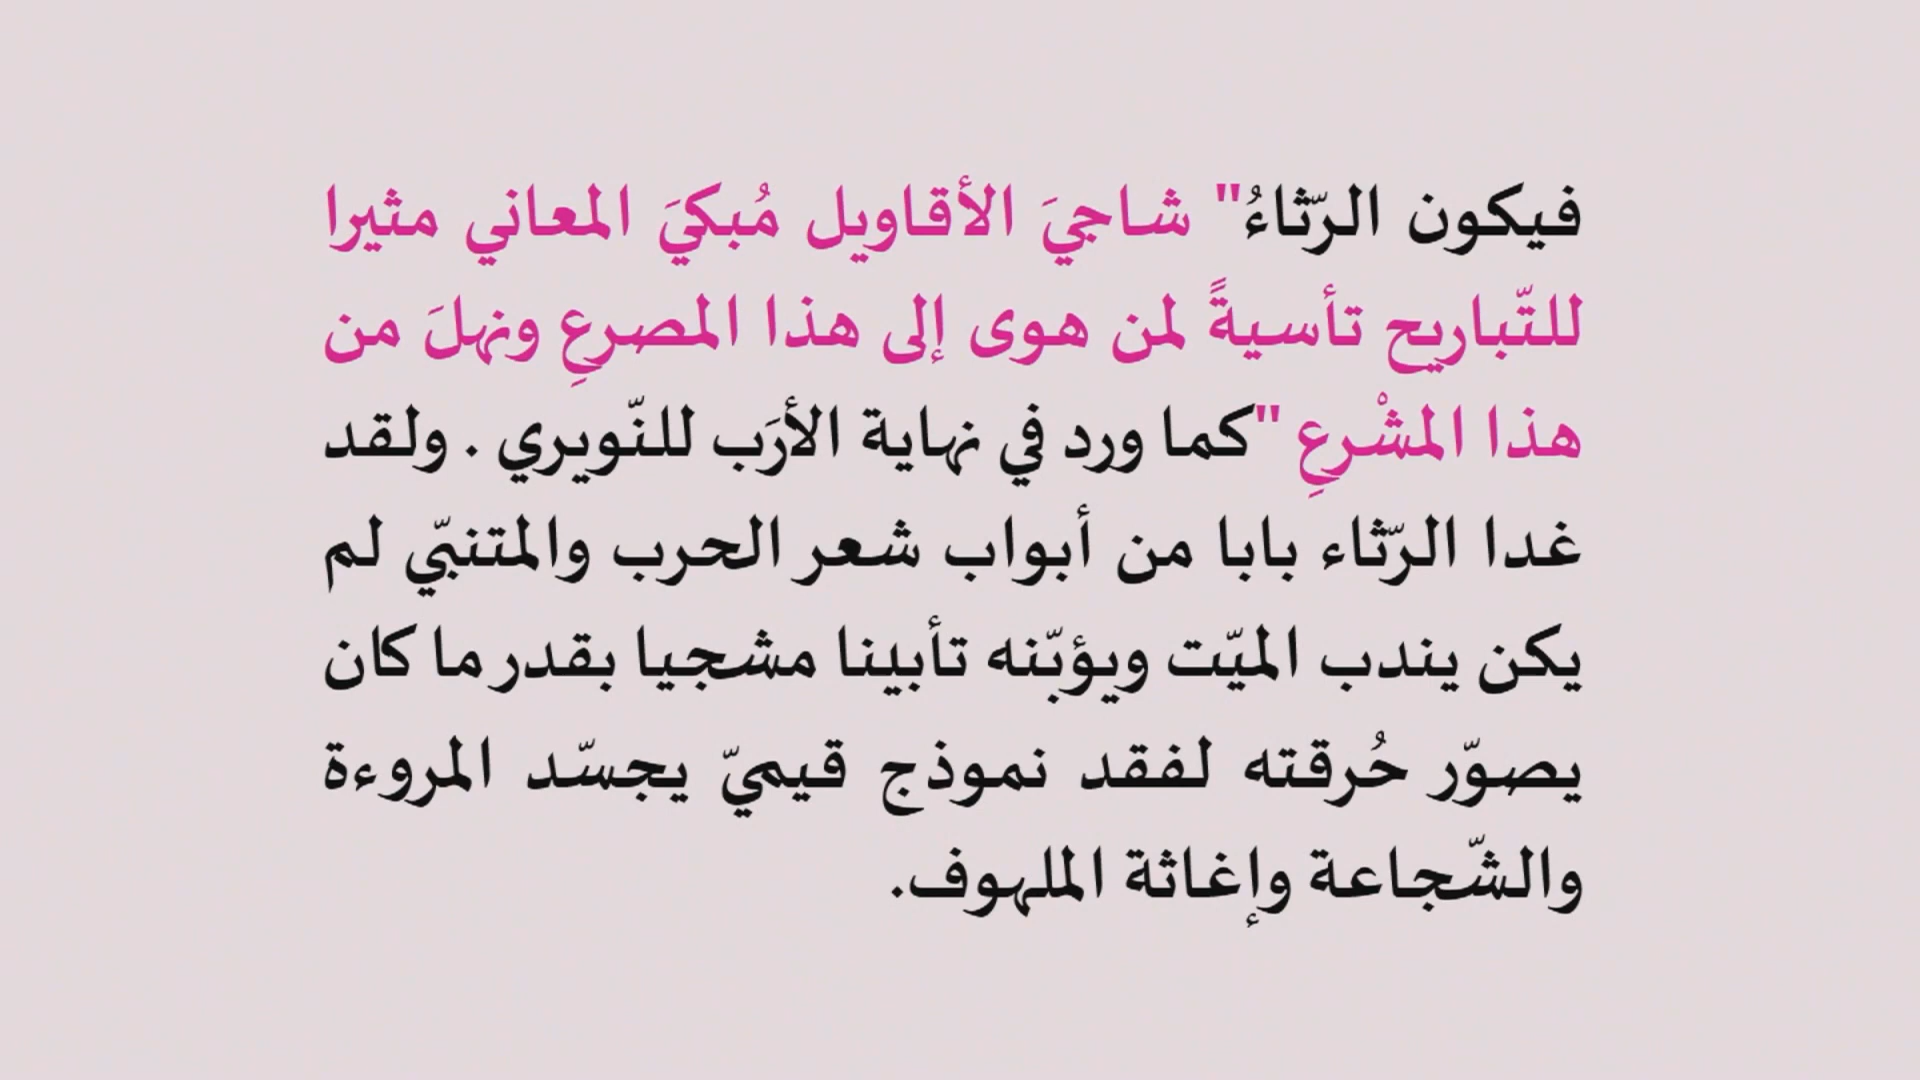 فيكون الرّثاءُ" شاجيَ الأقاويل مُبكيَ المعاني مثيرا
للتّباريح تأسيةً لمن هوى إلى هذا المصرعِ ونهلَ من
هذا المشْرعِ "كما ورد في نهاية الأرَب للنّويري . ولقد
غدا الرّثاء بابا من أبواب شعر الحرب والمتنبّي لم
يكن يندب الميّت ويؤبّنه تأبينا مشجيا بقدر ما كان
يصوّر حُرقته لفقد نموذج قيميّ يجسّد المروءة
والشّجاعة وإغاثة الملهوف.